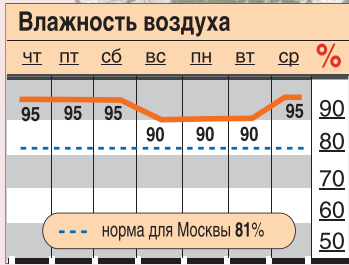 Влажность воздуха
чт пт сб вс пн вт ср %
95 95 95 90 90 90 95
90
80
70
60
50
норма для Москвы 81%